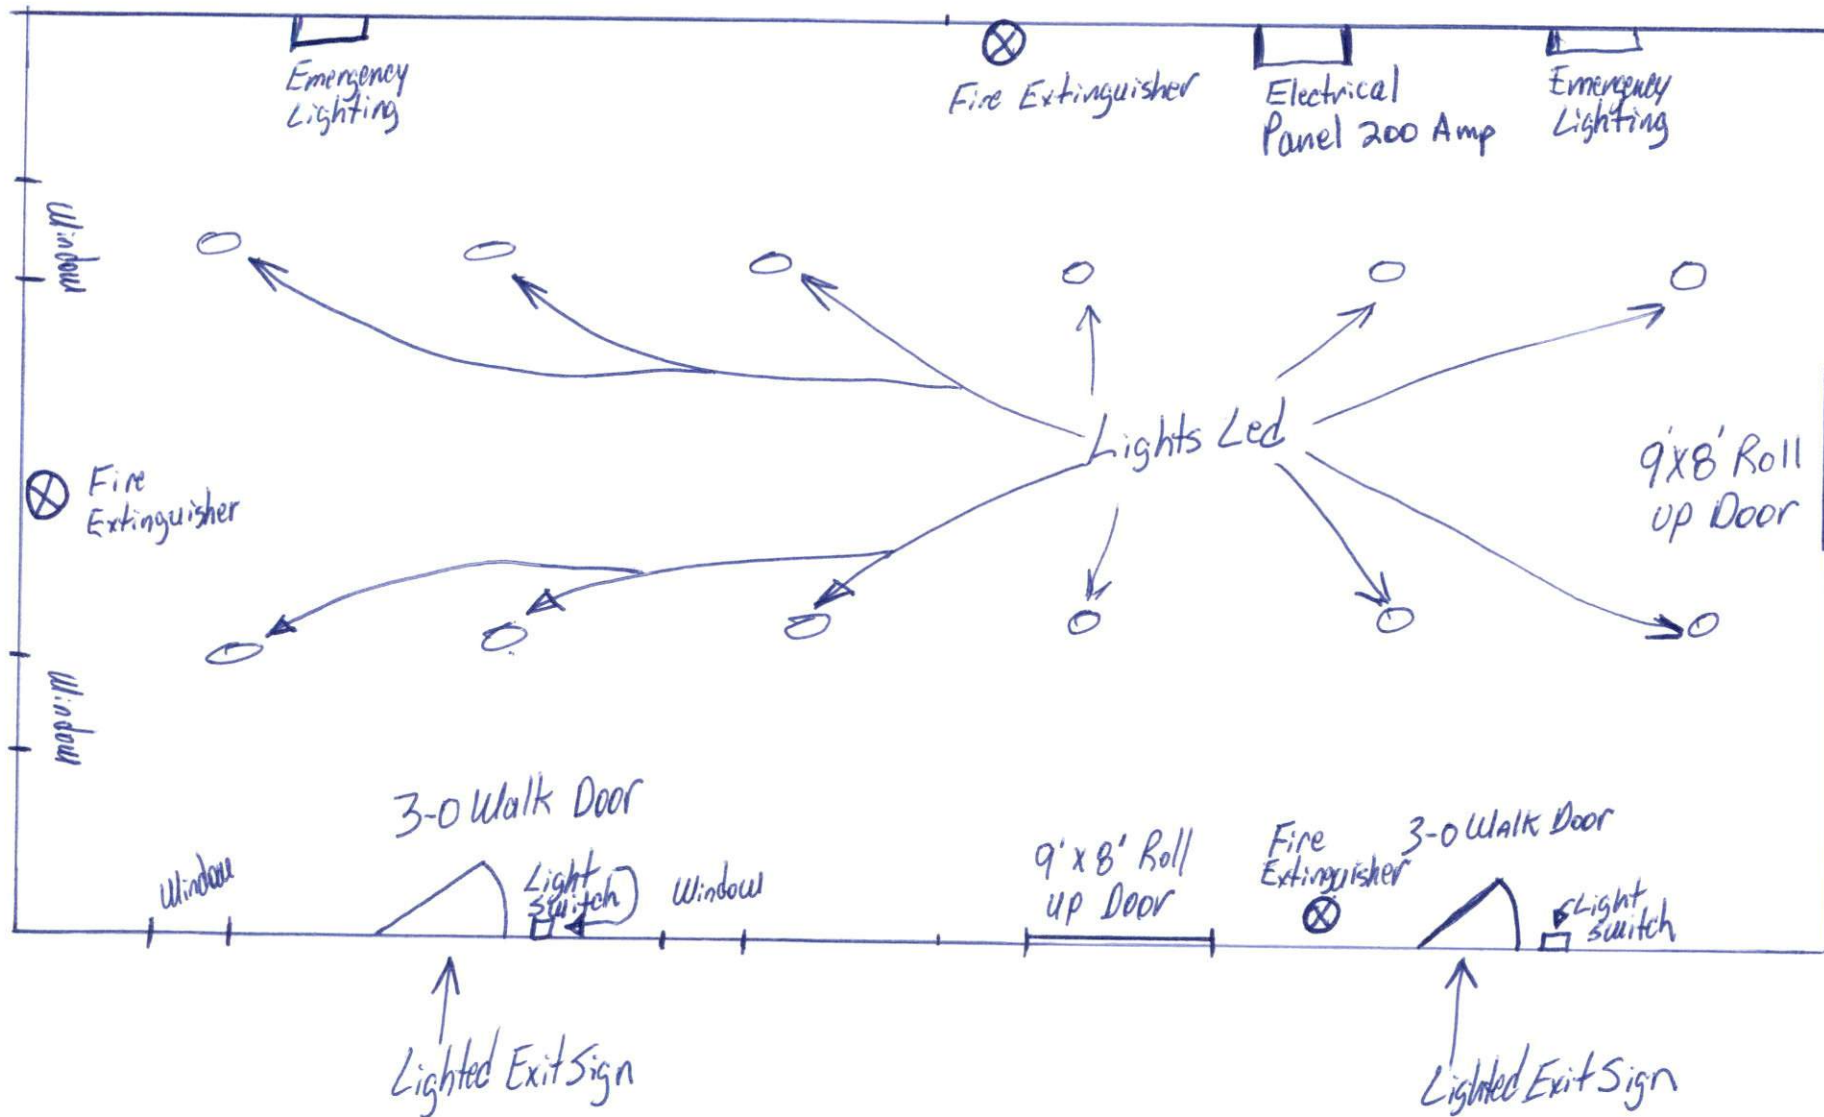 Emergency
Lighting
Fire Extinguisher
Electrical
Panel 200 Amp
Emergency
Lighting
Window
Lights Led
9'x8' Roll
up Door
Fire
Extinguisher
Window
3-0 Walk Door
Window
Light
switch
Window
9'x8' Roll
up Door
Fire
Extinguisher
3-0 Walk Door
Light
switch
Lighted Exit Sign
Lighted Exit Sign